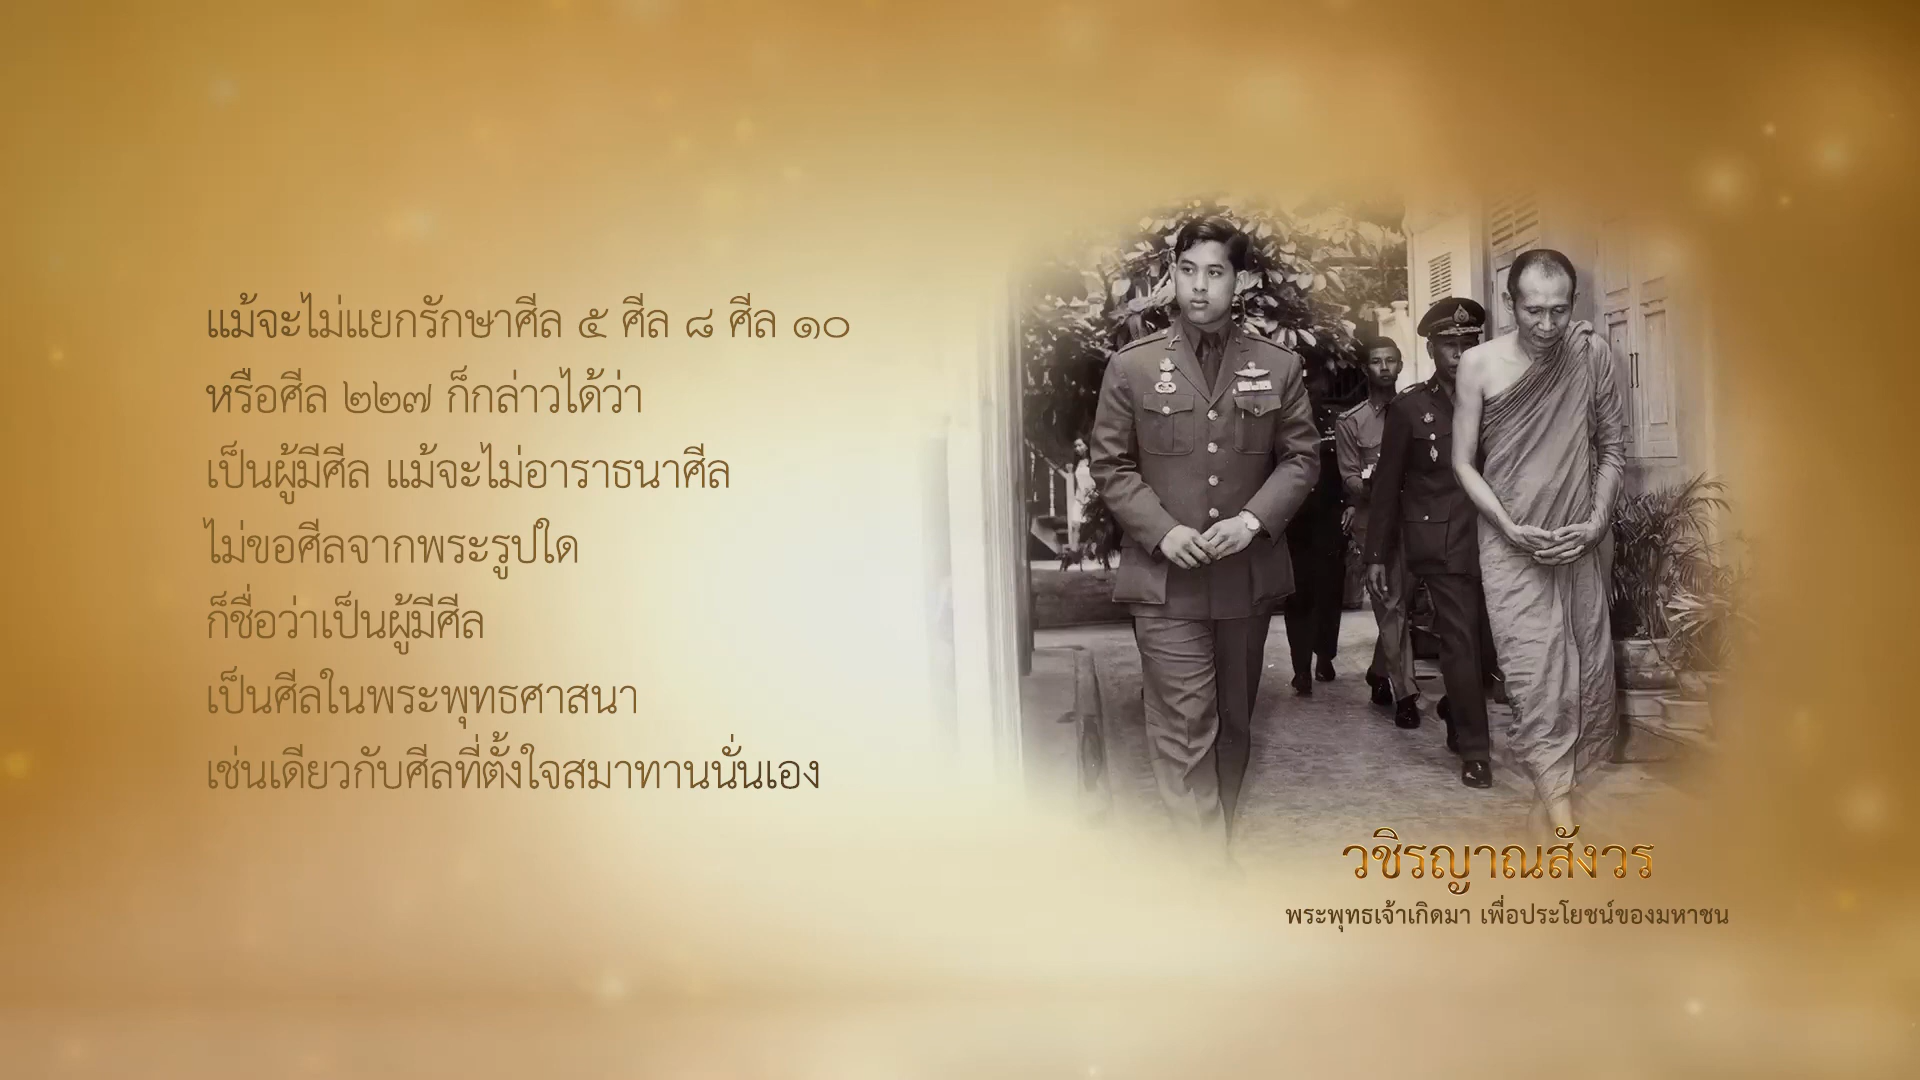 แม้จะไม่แยกรักษาศีล ๕ ศีล ๘ ศีล ๑๐
หรือศีล ๒๒๗ ก็กล่าวได้ว่า
เป็นผู้มีศีล แม้จะไม่อาราธนาศีล
ไม่ขอศีลจากพระรูปใด
ก็ชื่อว่าเป็นผู้มีศีล
เป็นศีลในพระพุทธศาสนา
เช่นเดียวกับศีลที่ตั้งใจสมาทานนั่นเอง
วชิรญาณสังวร
พระพุทธเจ้าเกิดมา เพื่อประโยชน์ของมหาชน